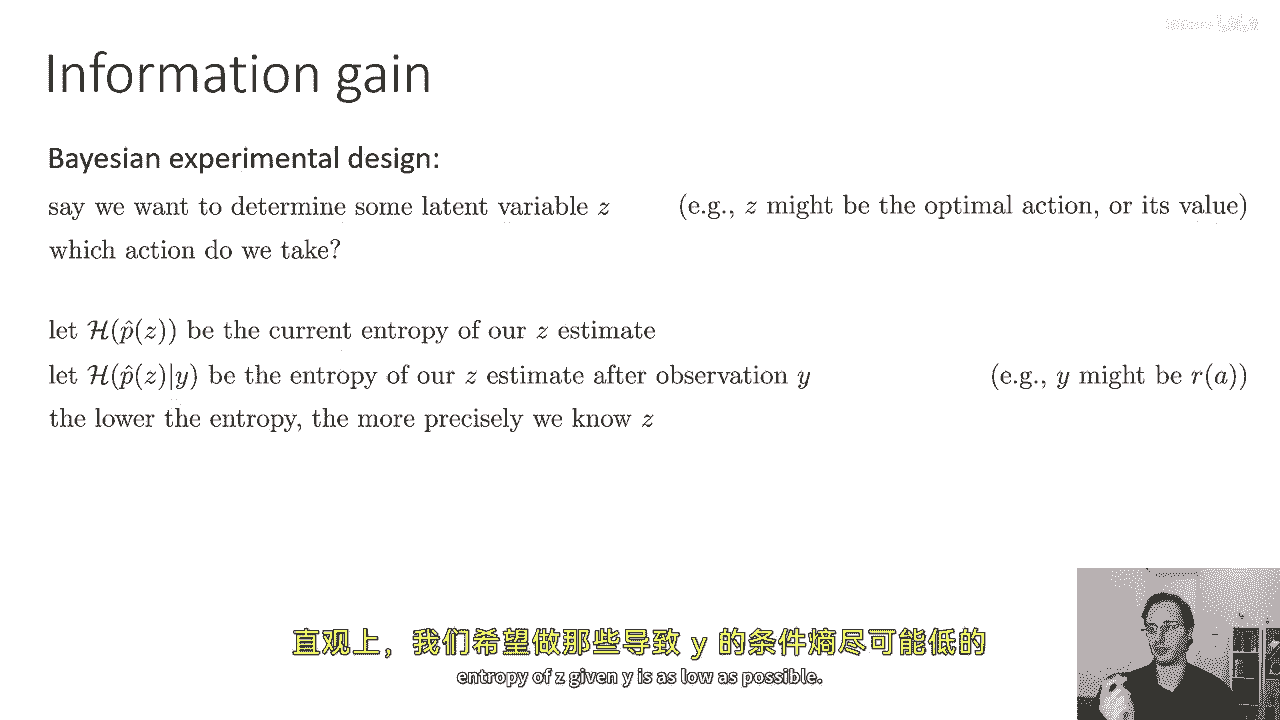 Information gain
Bayesian experimental design:
say we want to determine some latent variable z (e.g., z might be the optimal action, or its value)
which action do we take?
let ℋ(p̂(z)) be the current entropy of our z estimate
let ℋ(p̂(z)|y) be the entropy of our z estimate after observation y (e.g., y might be r(a))
the lower the entropy, the more precisely we know z
直观上，我们希望做那些导致 y 的条件熵尽可能低的
entropy of z given y is as low as possible.